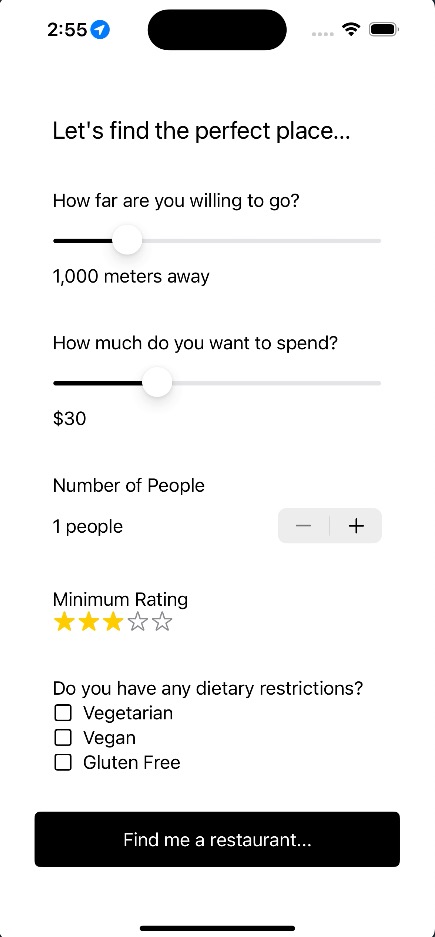 2:55
Let's find the perfect place...
How far are you willing to go?
1,000 meters away
How much do you want to spend?
$30
Number of People
1 people
Minimum Rating
Do you have any dietary restrictions?
Vegetarian
Vegan
Gluten Free
Find me a restaurant...